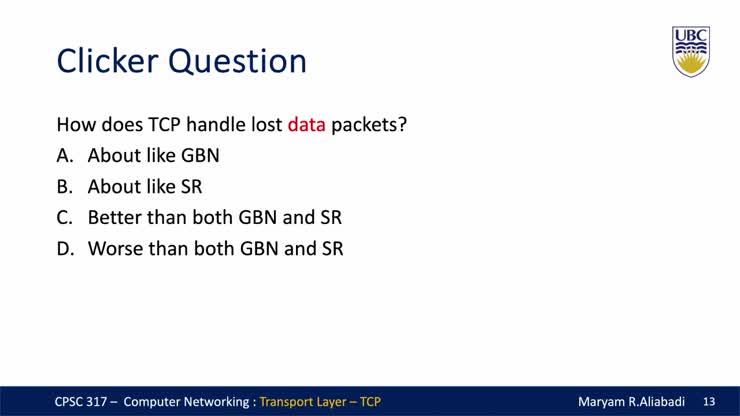 Clicker Question
UBC
How does TCP handle lost data packets?
A. About like GBN
B. About like SR
C. Better than both GBN and SR
D. Worse than both GBN and SR
CPSC 317 – Computer Networking : Transport Layer – TCP
Maryam R.Aliabadi
13